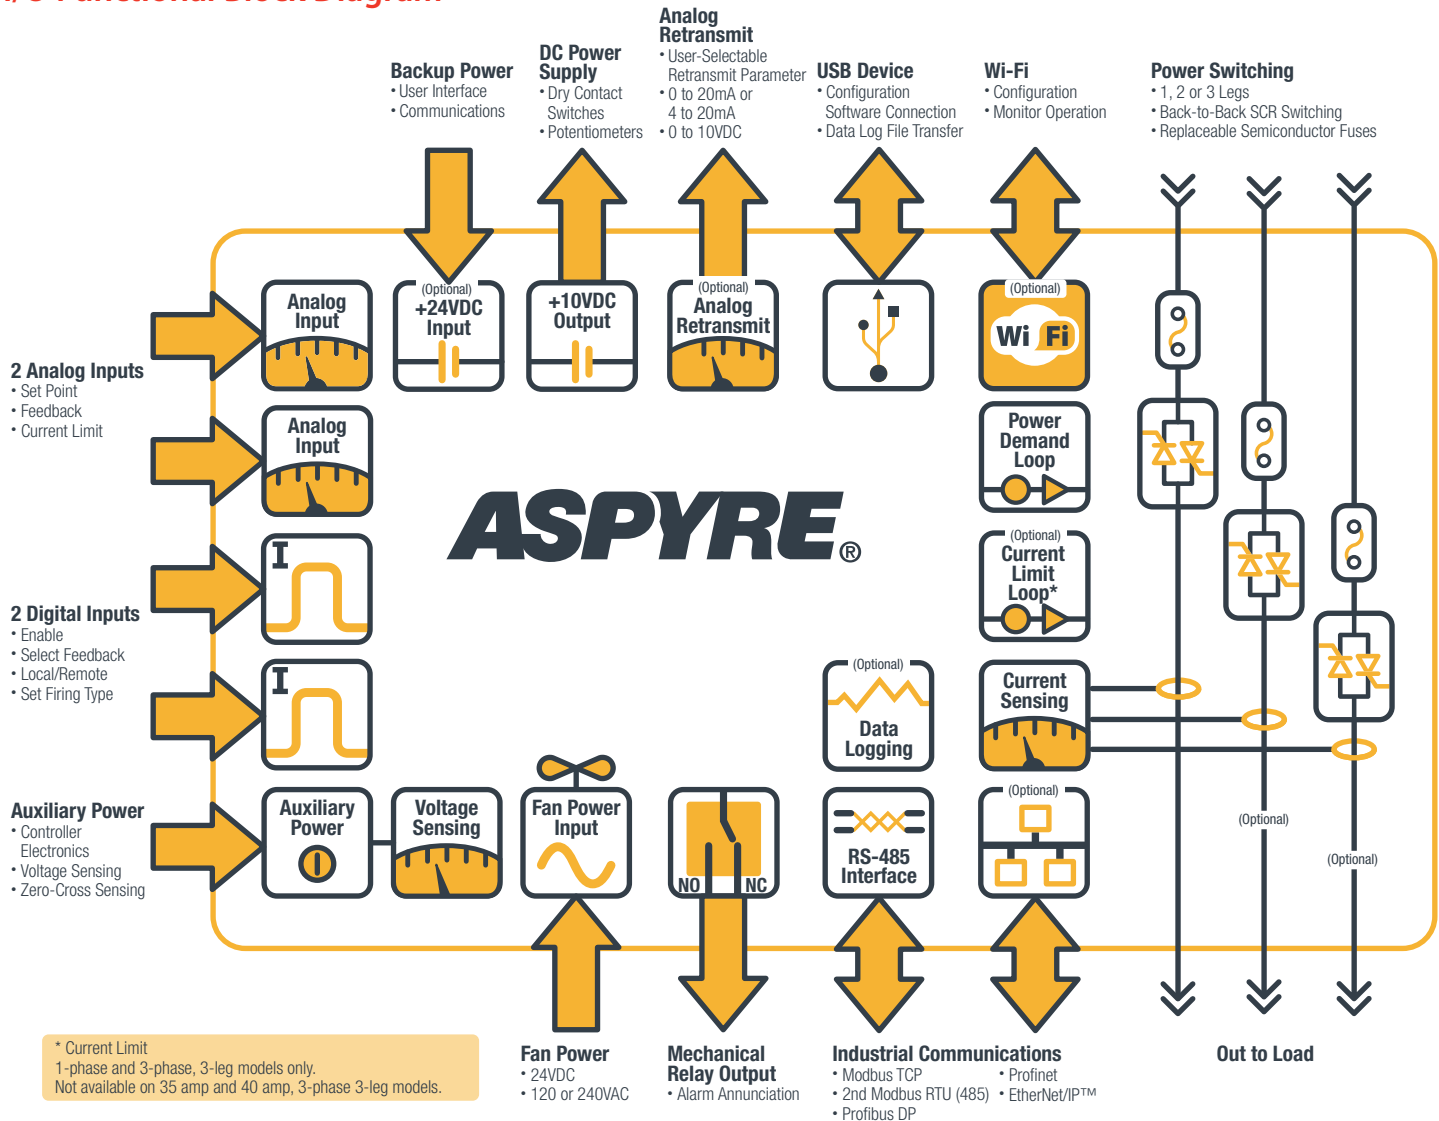 Functional Block Diagram
Backup Power
• User Interface
• Communications
DC Power
Supply
• Dry Contact
Switches
• Potentiometers
Analog
Retransmit
• User-Selectable
Retransmit Parameter
• 0 to 20mA or
4 to 20mA
• 0 to 10VDC
USB Device
• Configuration
Software Connection
• Data Log File Transfer
Wi-Fi
• Configuration
• Monitor Operation
Power Switching
• 1, 2 or 3 Legs
• Back-to-Back SCR Switching
• Replaceable Semiconductor Fuses
2 Analog Inputs
• Set Point
• Feedback
• Current Limit
2 Digital Inputs
• Enable
• Select Feedback
• Local/Remote
• Set Firing Type
Auxiliary Power
• Controller
Electronics
• Voltage Sensing
• Zero-Cross Sensing
Analog
Input
(Optional)
+24VDC
Input
+10VDC
Output
(Optional)
Analog
Retransmit
(Optional)
Wi Fi
Analog
Input
Power
Demand
Loop
ASPYRE®
I
(Optional)
Current
Limit
Loop*
I
(Optional)
Data
Logging
Current
Sensing
Auxiliary
Power
Voltage
Sensing
Fan Power
Input
NO
NC
RS-485
Interface
(Optional)
(Optional)
(Optional)
* Current Limit
1-phase and 3-phase, 3-leg models only.
Not available on 35 amp and 40 amp, 3-phase 3-leg models.
Fan Power
• 24VDC
• 120 or 240VAC
Mechanical
Relay Output
• Alarm Annunciation
Industrial Communications
• Modbus TCP
• 2nd Modbus RTU (485)
• Profibus DP
• Profinet
• EtherNet/IP™
Out to Load